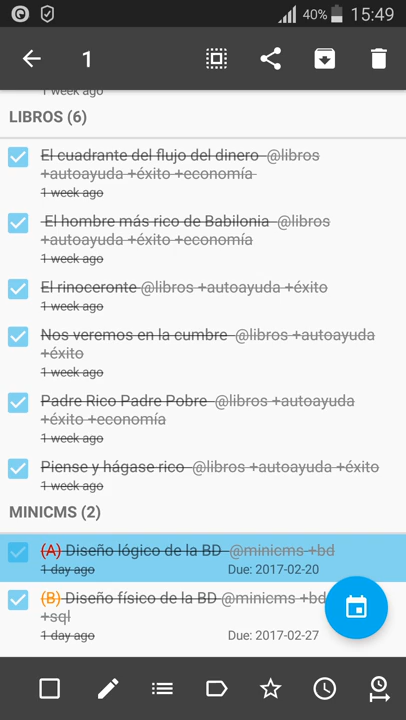 40% 15:49
1
1 week ago
LIBROS (6)
El cuadrante del flujo del dinero @libros
+autoayuda +éxito +economía
1 week ago
El hombre más rico de Babilonia @libros
+autoayuda +éxito +economía
1 week ago
El rinoceronte @libros +autoayuda +éxito
1 week ago
Nos veremos en la cumbre @libros +autoayuda
+éxito
1 week ago
Padre Rico Padre Pobre @libros +autoayuda
+éxito +economía
1 week ago
Piense y hágase rico @libros +autoayuda +éxito
1 week ago
MINICMS (2)
(A) Diseño lógico de la BD @minicms +bd
1 day ago Due: 2017-02-20
(B) Diseño físico de la BD @minicms +bd
+sql
1 day ago Due: 2017-02-27